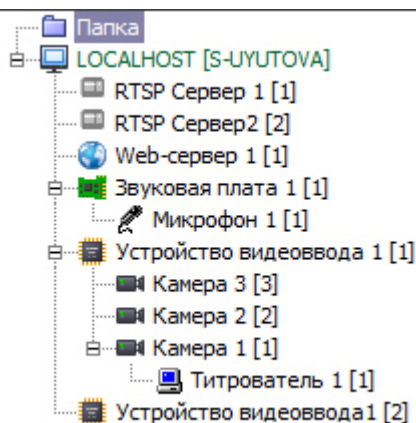 Папка
LOCALHOST [S-UYUTOVA]
RTSP Сервер 1 [1]
RTSP Сервер2 [2]
Web-сервер 1 [1]
Звуковая плата 1 [1]
Микрофон 1 [1]
Устройство видеоввода 1 [1]
Камера 3 [3]
Камера 2 [2]
Камера 1 [1]
Титрователь 1 [1]
Устройство видеоввода1 [2]